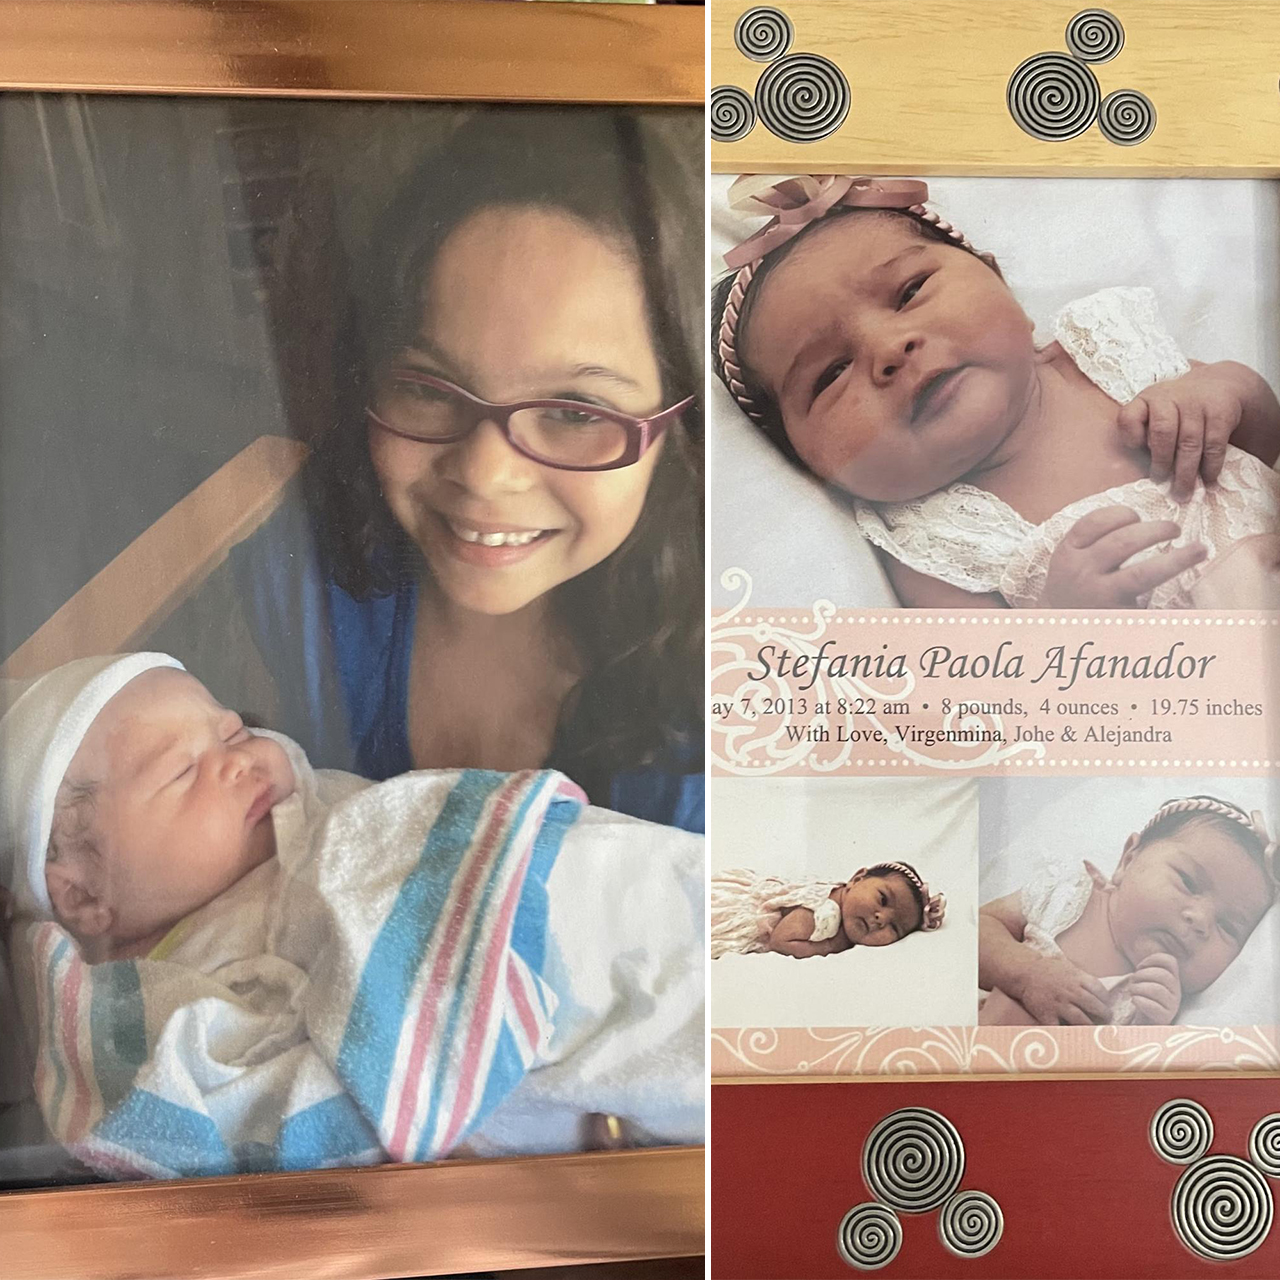 Stefania Paola Afanador
ay 7, 2013 at 8:22 am • 8 pounds, 4 ounces • 19.75 inches
With Love, Virgenmina, Johe & Alejandra